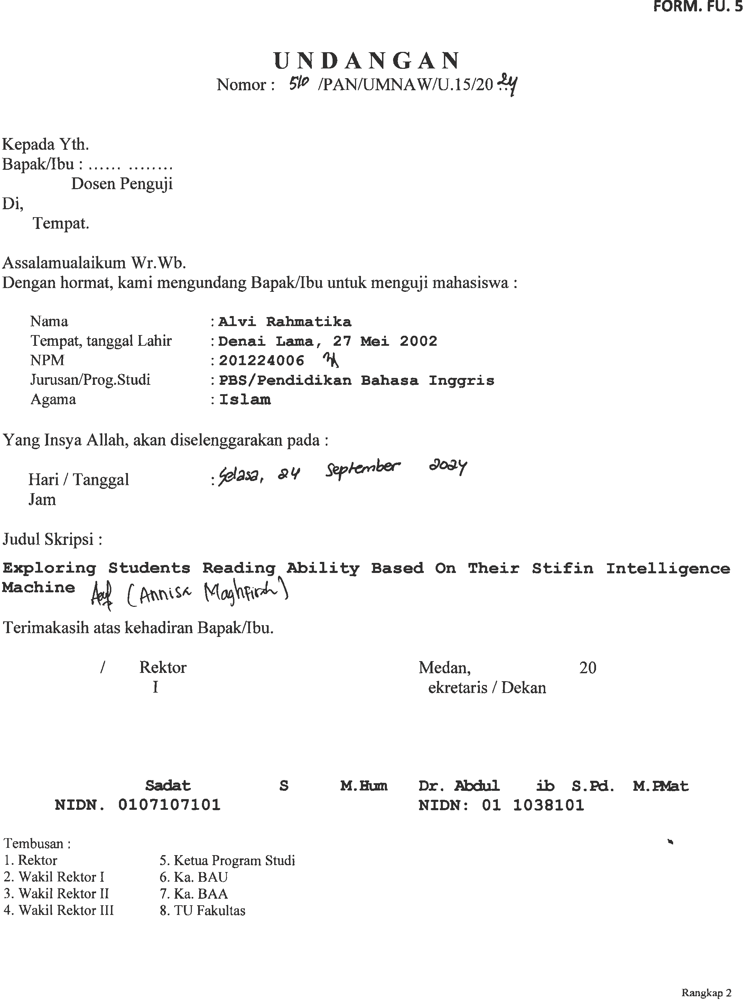 FORM. FU. 5
UNDANGAN
Nomor : 510 /PAN/UMNAW/U.15/20 24
Kepada Yth.
Bapak/Ibu : ...... ........
Dosen Penguji
Di,
Tempat.
Assalamualaikum Wr.Wb.
Dengan hormat, kami mengundang Bapak/Ibu untuk menguji mahasiswa :
Nama : Alvi Rahmatika
Tempat, tanggal Lahir : Denai Lama, 27 Mei 2002
NPM : 201224006
Jurusan/Prog.Studi : PBS/Pendidikan Bahasa Inggris
Agama : Islam
Yang Insya Allah, akan diselenggarakan pada :
Hari / Tanggal : Selasa, 24 September 2024
Jam
Judul Skripsi :
Exploring Students Reading Ability Based On Their Stifin Intelligence
Machine (Annisa Maghfirah)
Terimakasih atas kehadiran Bapak/Ibu.
/ Rektor Medan, 20
I ekretaris / Dekan
Sadat S M.Hum Dr. Abdul ib S.Pd. M.PMat
NIDN. 0107107101 NIDN: 01 1038101
Tembusan :
1. Rektor 5. Ketua Program Studi
2. Wakil Rektor I 6. Ka. BAU
3. Wakil Rektor II 7. Ka. BAA
4. Wakil Rektor III 8. TU Fakultas
Rangkap 2